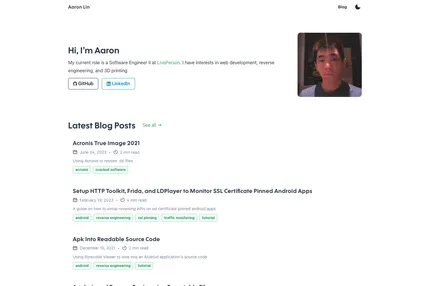 Aaron Lin
Blog
Hi, I'm Aaron
My current role is a Software Engineer II at LivePerson. I have interests in web development, reverse
engineering, and 3D printing
GitHub
LinkedIn
Latest Blog Posts
See all →
Acronis True Image 2021
June 24, 2023 • 2 min read
Using Acronis to restore .tib files
acronis
cracked software
Setup HTTP Toolkit, Frida, and LDPlayer to Monitor SSL Certificate Pinned Android Apps
February 19, 2023 • 4 min read
A guide on how to setup revealing APIs on ssl certificate pinned android apps
android
reverse engineering
ssl pinning
traffic monitoring
tutorial
Apk Into Readable Source Code
December 19, 2021 • 2 min read
Using Bytecode Viewer to view into an Android application's source code
android
reverse engineering
tutorial